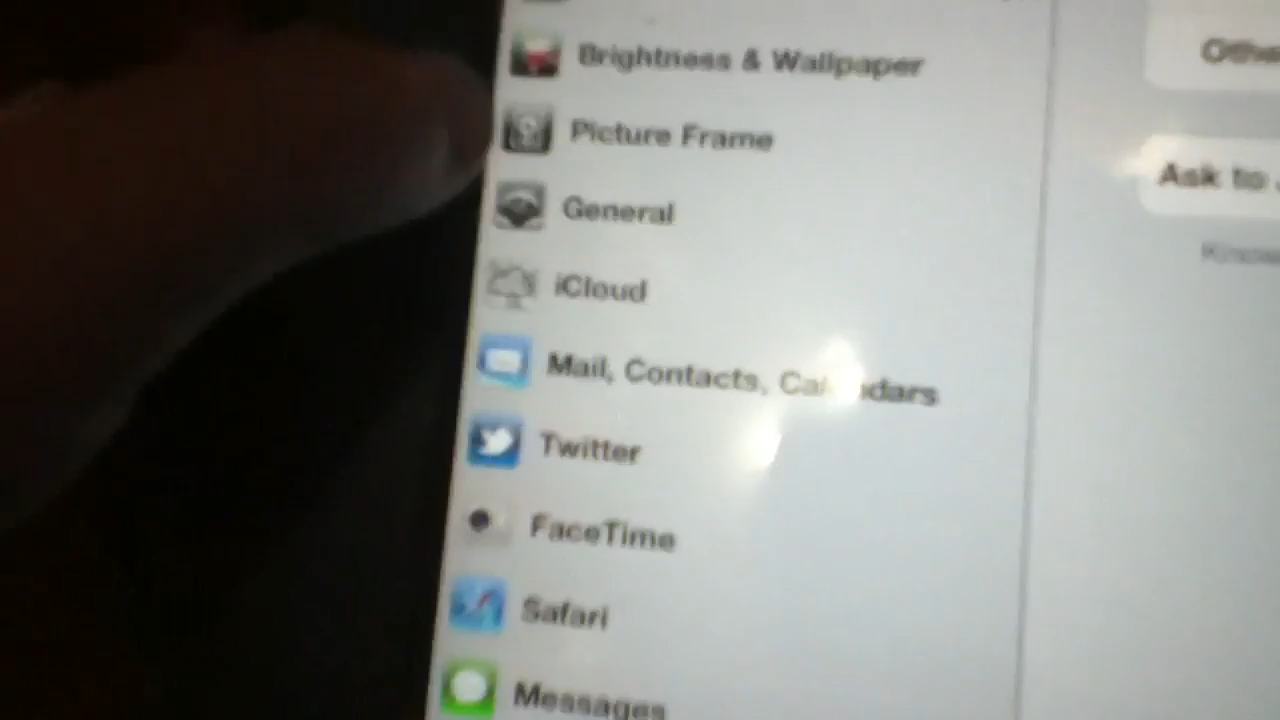 Brightness & Wallpaper
Picture Frame
General
iCloud
Mail, Contacts, Calendars
Twitter
FaceTime
Safari
Messages
Ask to